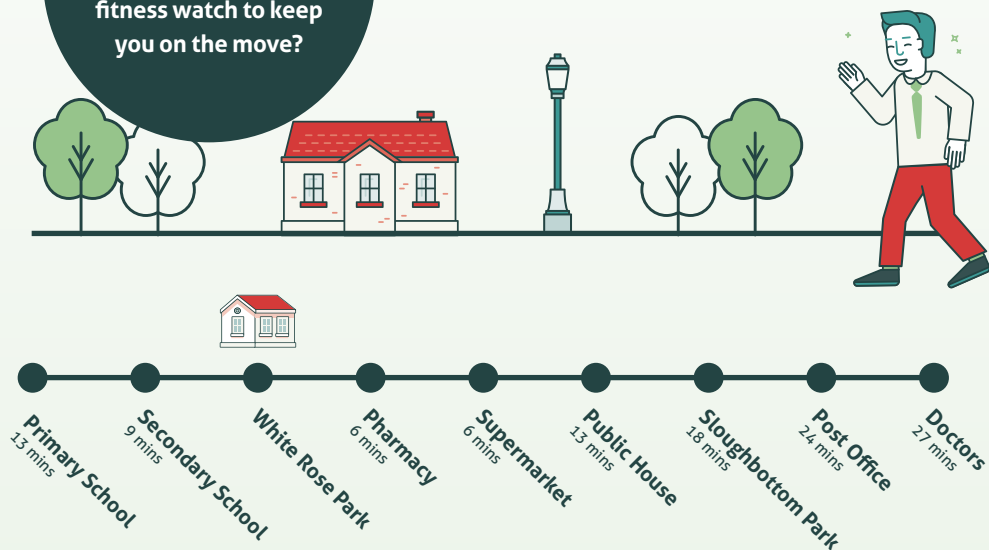 fitness watch to keep
you on the move?
Primary School
13 mins
Secondary School
9 mins
White Rose Park
Pharmacy
6 mins
Supermarket
6 mins
Public House
13 mins
Sloughbottom Park
18 mins
Post Office
24 mins
Doctors
27 mins